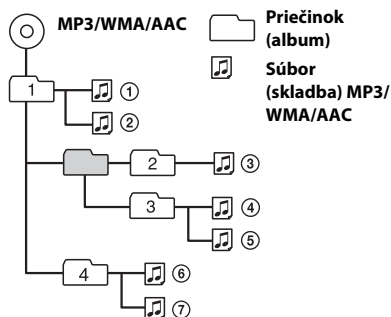 MP3/WMA/AAC
Priečinok
(album)
Súbor
(skladba) MP3/
WMA/AAC
1
①
②
2
③
3
④
⑤
4
⑥
⑦